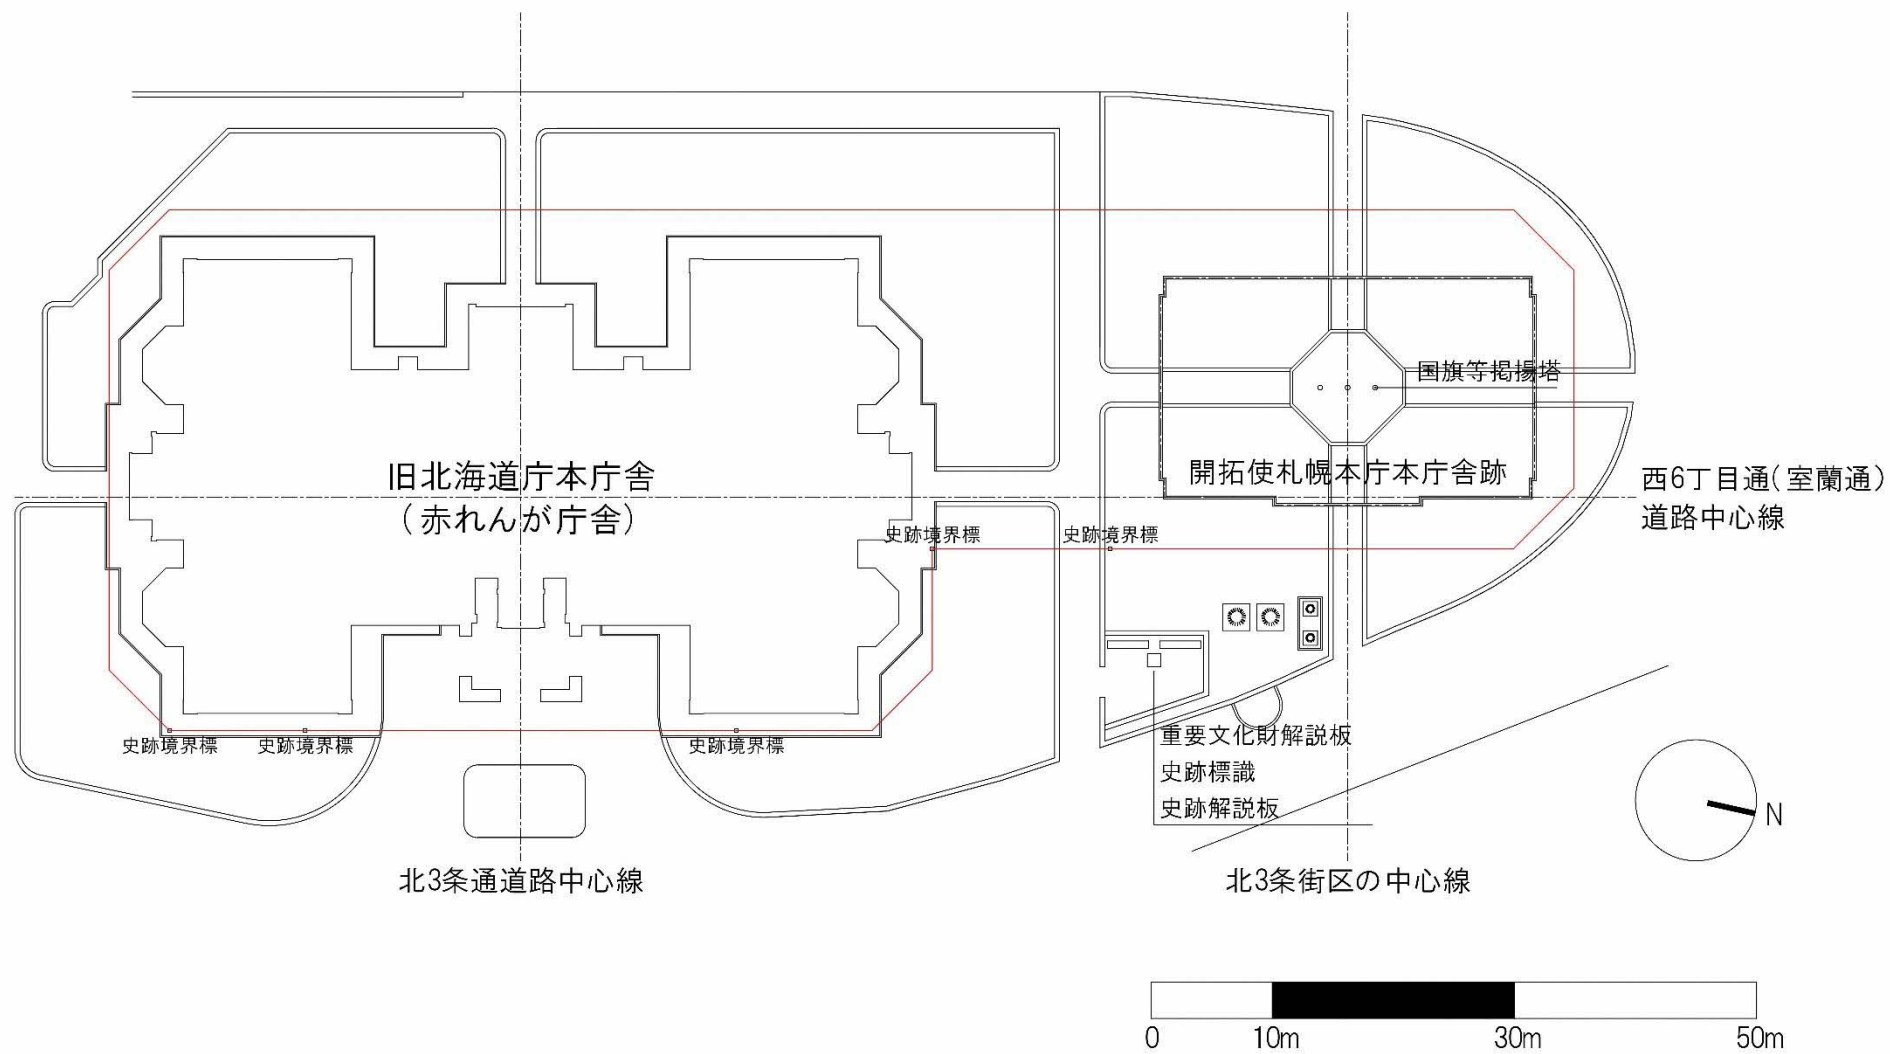 国旗等掲揚塔
旧北海道庁本庁舎
（赤れんが庁舎）
開拓使札幌本庁本庁舎跡
西6丁目通（室蘭通）
道路中心線
史跡境界標
史跡境界標
史跡境界標
史跡境界標
史跡境界標
重要文化財解説板
史跡標識
史跡解説板
N
北3条通道路中心線
北3条街区の中心線
0 10m 30m 50m